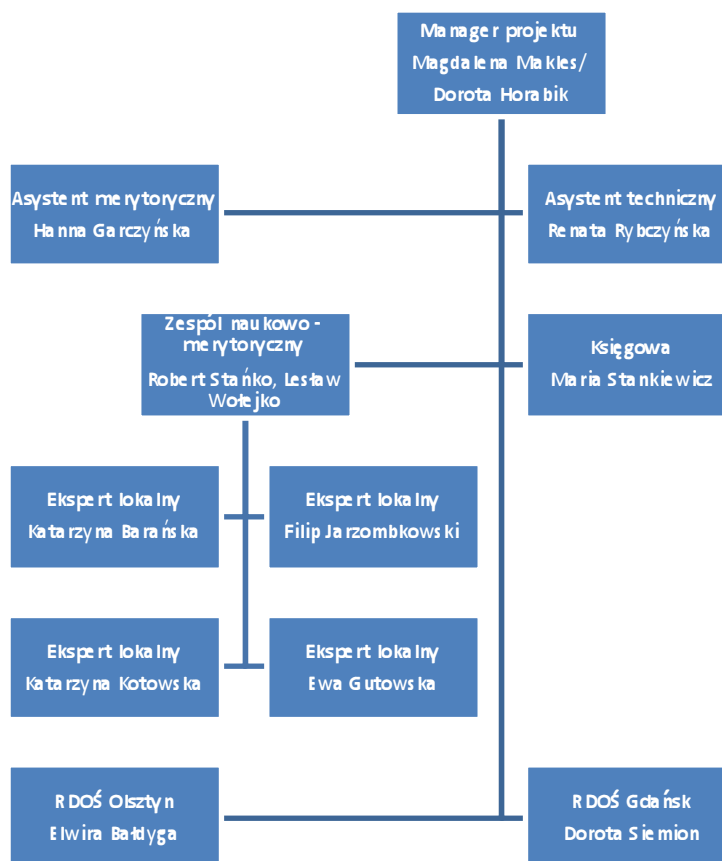 Manager projektu
Magdalena Makles/
Dorota Horabik
Asystent merytoryczny
Hanna Garczyńska
Asystent techniczny
Renata Rybczyńska
Zespól naukowo -
merytoryczny
Robert Stańko, Lesław
Wołejko
Księgowa
Maria Stankiewicz
Ekspert lokalny
Katarzyna Barańska
Ekspert lokalny
Filip Jarzombkowski
Ekspert lokalny
Katarzyna Kotowska
Ekspert lokalny
Ewa Gutowska
RDOŚ Olsztyn
Elwira Bałdyga
RDOŚ Gdańsk
Dorota Siemion